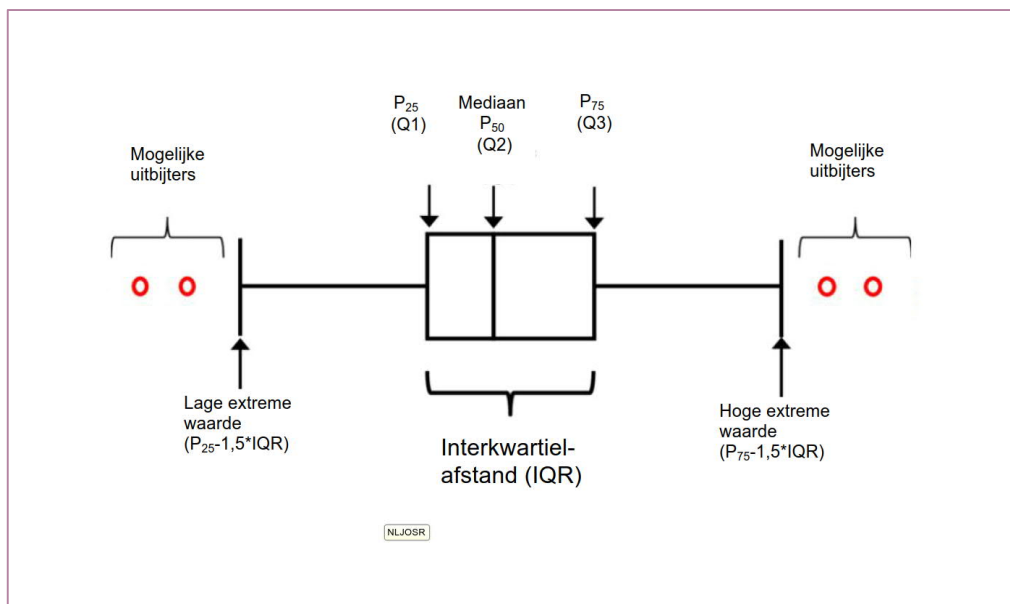 P₂₅
(Q1)
Mediaan
P₅₀
(Q2)
P₇₅
(Q3)
Mogelijke
uitbijters
Mogelijke
uitbijters
Lage extreme
waarde
(P₂₅-1,5*IQR)
Interkwartiel-
afstand (IQR)
Hoge extreme
waarde
(P₇₅-1,5*IQR)
NLJOSR